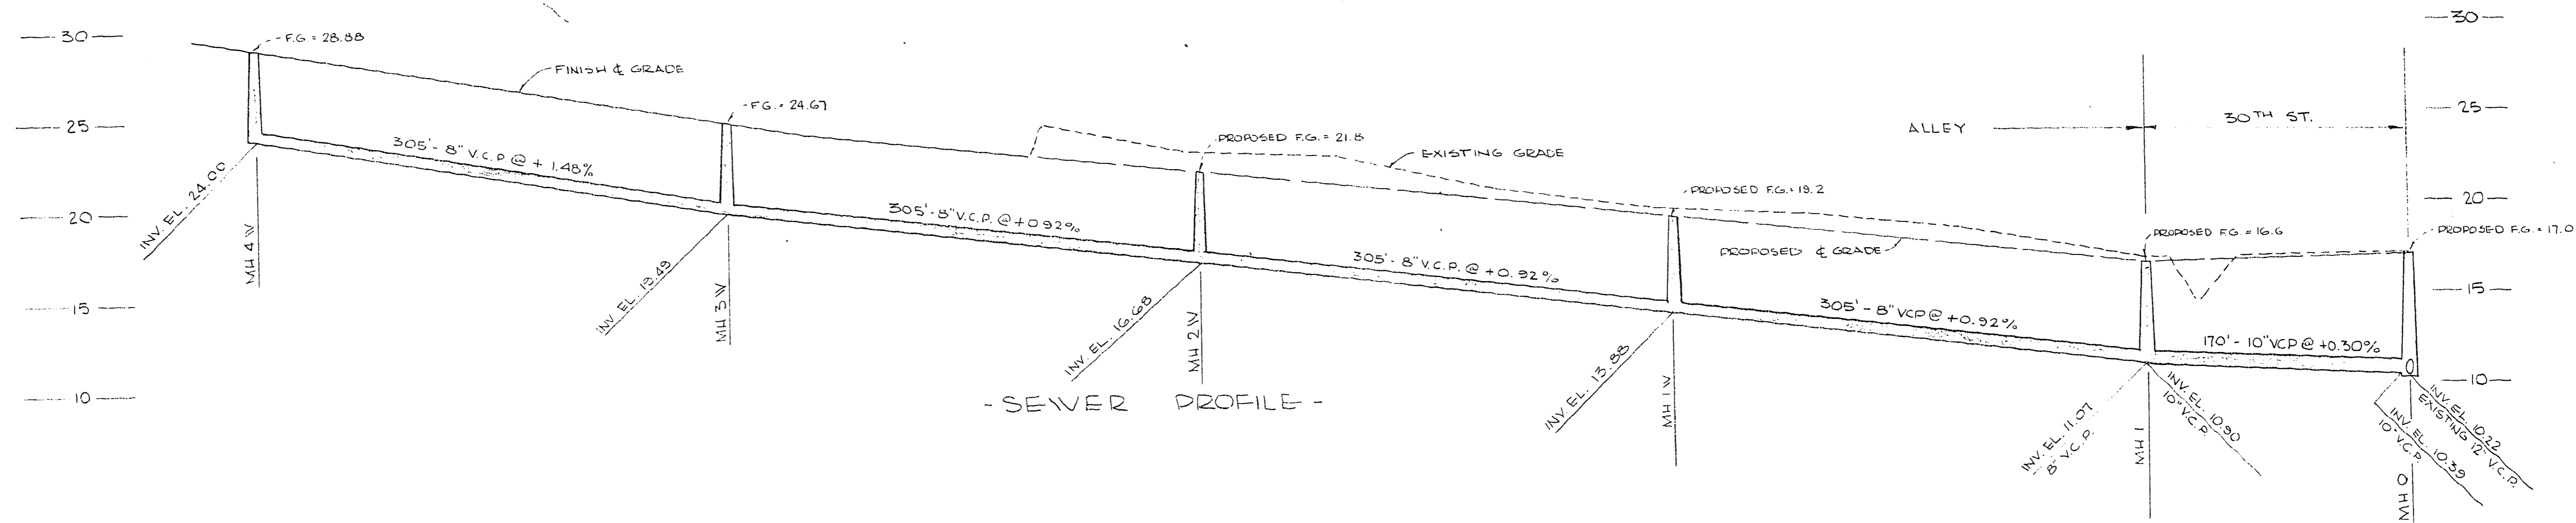 30
30
- F.G. = 28.88
FINISH ℄ GRADE
- F.G. = 24.67
25
25
ALLEY
30TH ST.
PROPOSED F.G. = 21.8
EXISTING GRADE
305' - 8" V.C.P @ + 1.48%
20
20
PROPOSED F.G. = 19.2
305' - 8" V.C.P. @ +0.92%
PROPOSED F.G. = 16.6
PROPOSED F.G. = 17.0
PROPOSED ℄ GRADE
INV. EL. 24.00
MH 4 W
305' - 8" V.C.P. @ +0.92%
15
15
305' - 8" VCP @ +0.92%
INV. EL. 19.49
MH 3 W
170' - 10" VCP @ +0.30%
INV. EL. 16.68
MH 2 W
10
10
- SEWER PROFILE -
INV. EL. 13.88
MH 1 W
INV. EL. 11.07
8" V.C.P.
MH 1
INV. EL. 10.90
10" V.C.P.
INV. EL. 10.39
10" V.C.P.
INV. EL. 10.22
EXISTING 12" V.C.P.
MH O